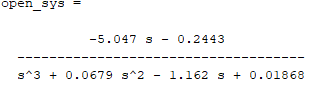 open_sys =
-5.047 s - 0.2443
-----------------------------------
s^3 + 0.0679 s^2 - 1.162 s + 0.01868